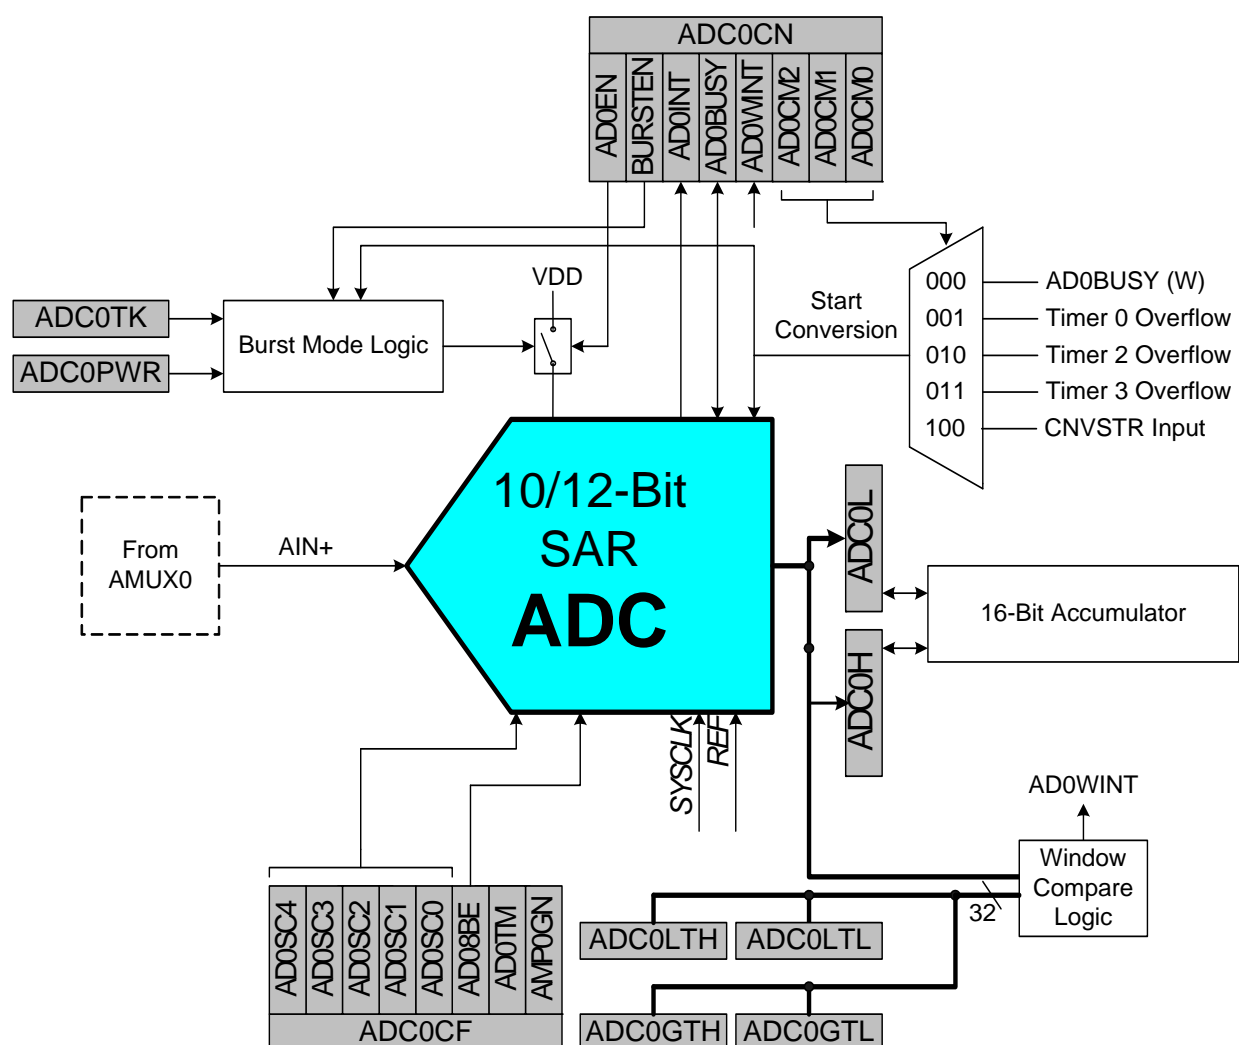 ADC0CN
AD0EN
BURSTEN
AD0INT
AD0BUSY
AD0WINT
AD0CM2
AD0CM1
AD0CM0
VDD
ADC0TK
ADC0PWR
Burst Mode Logic
Start
Conversion
000
AD0BUSY (W)
001
Timer 0 Overflow
010
Timer 2 Overflow
011
Timer 3 Overflow
100
CNVSTR Input
From
AMUX0
AIN+
10/12-Bit
SAR
ADC
ADC0L
ADC0H
16-Bit Accumulator
SYSCLK
REF
AD0WINT
Window
Compare
Logic
32
AD0SC4
AD0SC3
AD0SC2
AD0SC1
AD0SC0
AD08BE
AD0TM
AMP0GN
ADC0CF
ADC0LTH
ADC0LTL
ADC0GTH
ADC0GTL